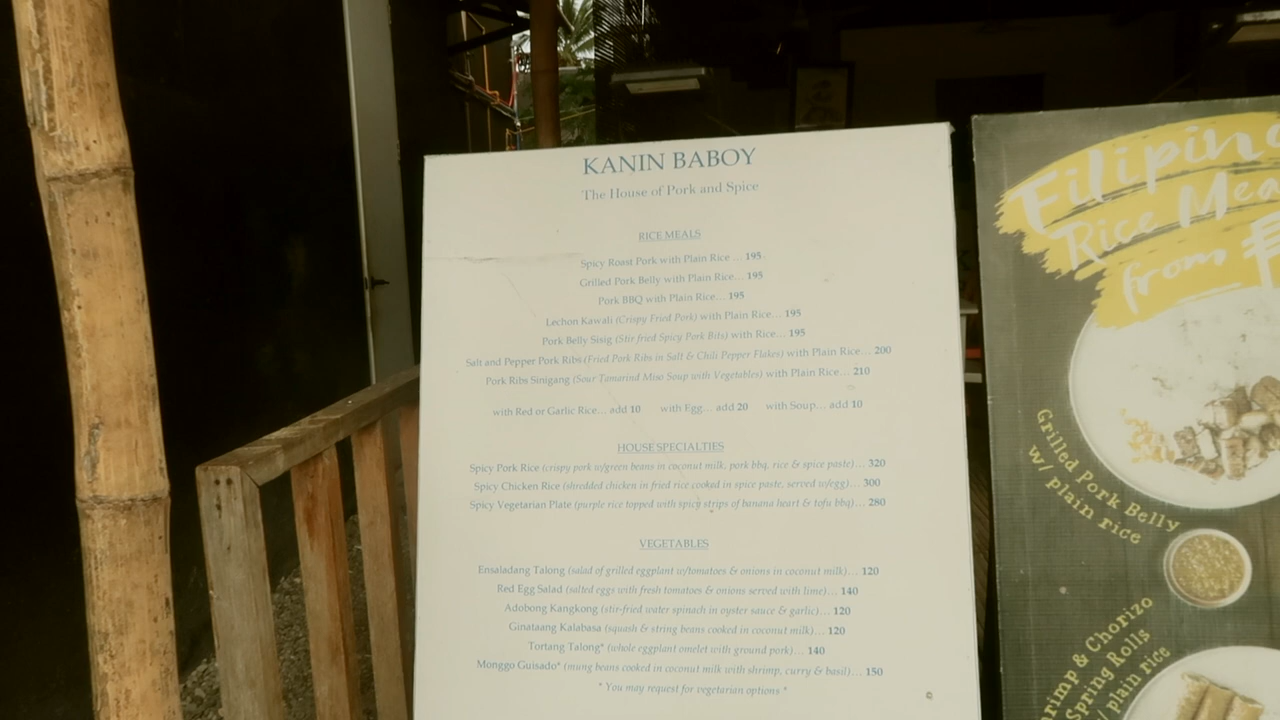 KANIN BABOY
The House of Pork and Spice
RICE MEALS
Spicy Roast Pork with Plain Rice ... 195
Grilled Pork Belly with Plain Rice... 195
Pork BBQ with Plain Rice... 195
Lechon Kawali (Crispy Fried Pork) with Plain Rice... 195
Pork Belly Sisig (Stir fried Spicy Pork Bits) with Rice... 195
Salt and Pepper Pork Ribs (Fried Pork Ribs in Salt & Chili Pepper Flakes) with Plain Rice... 200
Pork Ribs Sinigang (Sour Tamarind Miso Soup with Vegetables) with Plain Rice... 210
with Red or Garlic Rice... add 10 with Egg... add 20 with Soup... add 10
HOUSE SPECIALTIES
Spicy Pork Rice (crispy pork w/green beans in coconut milk, pork bbq, rice & spice paste)... 320
Spicy Chicken Rice (shredded chicken in fried rice cooked in spice paste, served w/egg)... 300
Spicy Vegetarian Plate (purple rice topped with spicy strips of banana heart & tofu bbq)... 280
VEGETABLES
Ensaladang Talong (salad of grilled eggplant w/tomatoes & onions in coconut milk)... 120
Red Egg Salad (salted eggs with fresh tomatoes & onions served with lime)... 140
Adobong Kangkong (stir-fried water spinach in oyster sauce & garlic)... 120
Ginataang Kalabasa (squash & string beans cooked in coconut milk)... 120
Tortang Talong* (whole eggplant omelet with ground pork)... 140
Monggo Guisado* (mung beans cooked in coconut milk with shrimp, curry & basil)... 150
* You may request for vegetarian options *
Filipino
Rice Mea
from ₱
Grilled Pork Belly
w/ plain rice
hrimp & Chorizo
Spring Rolls
w/ plain rice